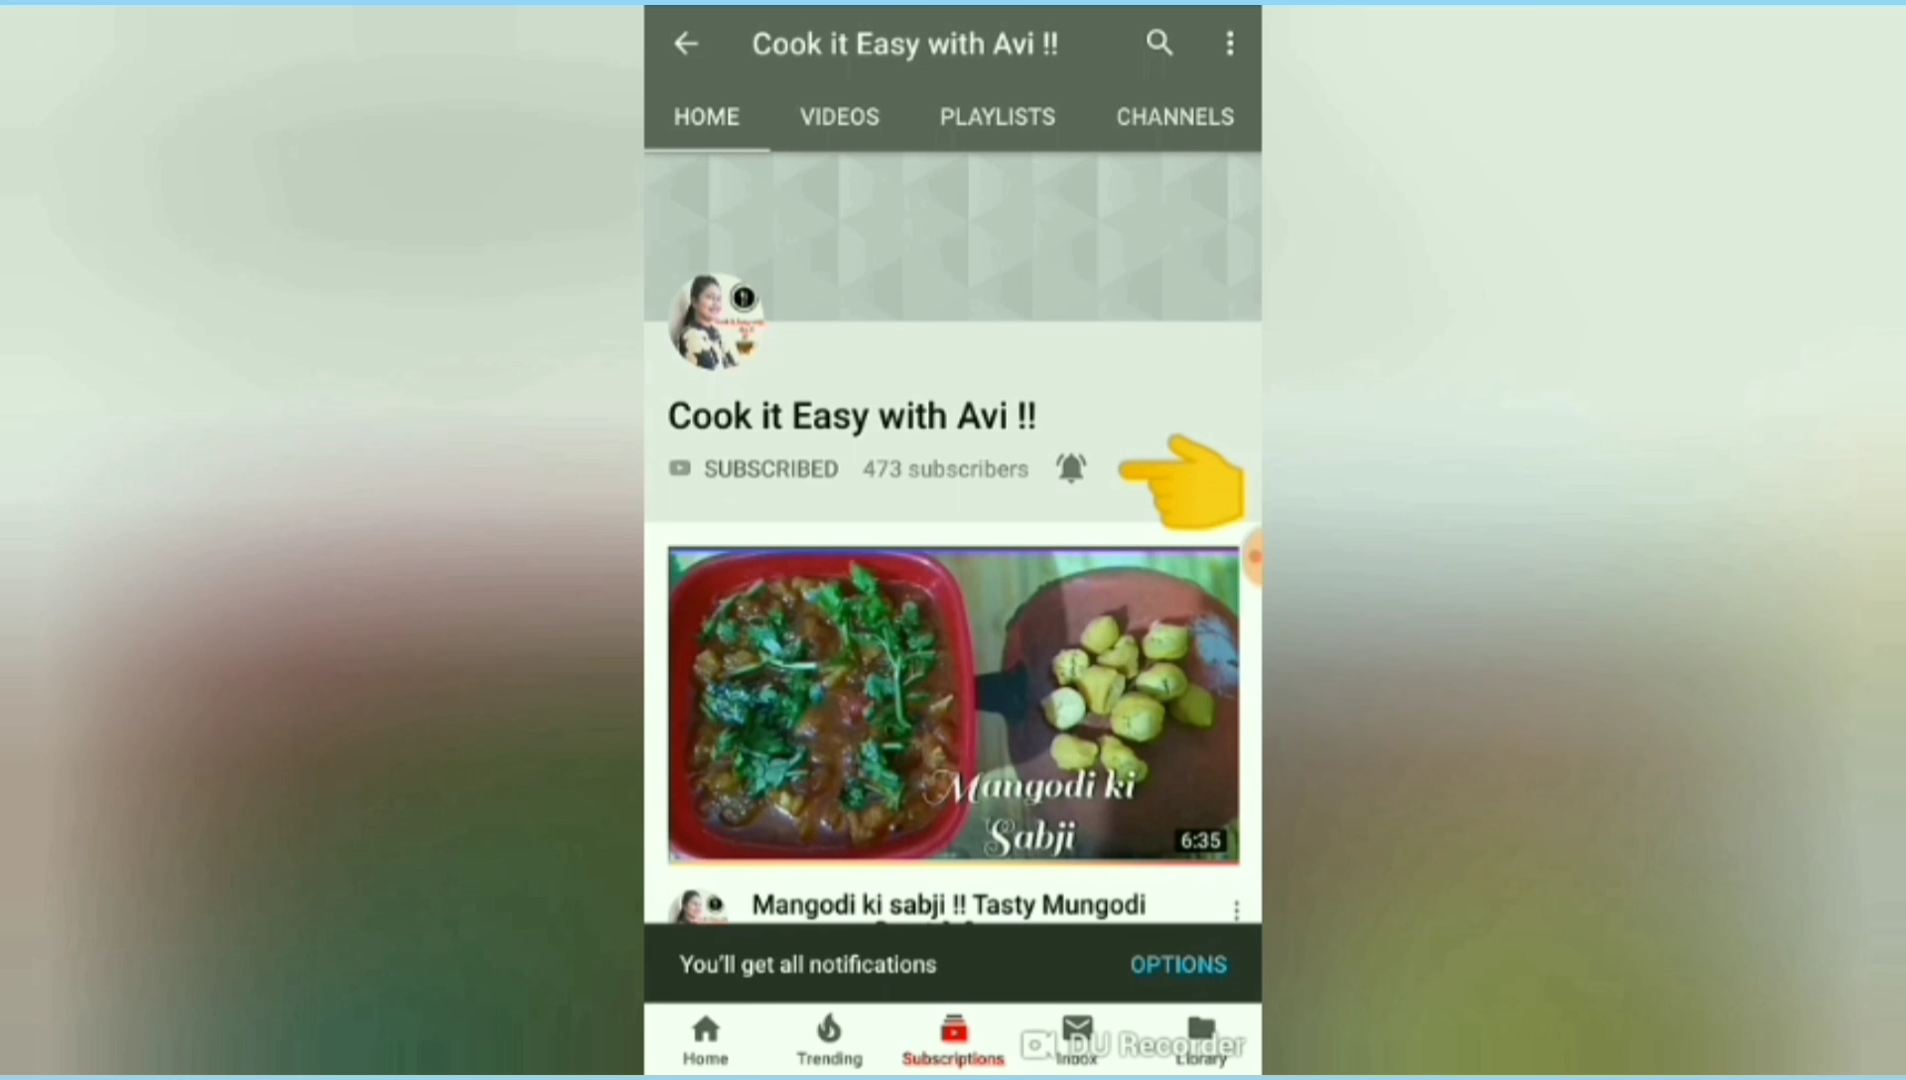 Cook it Easy with Avi !!
HOME VIDEOS PLAYLISTS CHANNELS
Cook it Easy with Avi !!
SUBSCRIBED 473 subscribers
Mangodi ki
Sabji
6:35
Mangodi ki sabji !! Tasty Mungodi
You'll get all notifications OPTIONS
Home Trending Subscriptions Inbox Library
DU Recorder